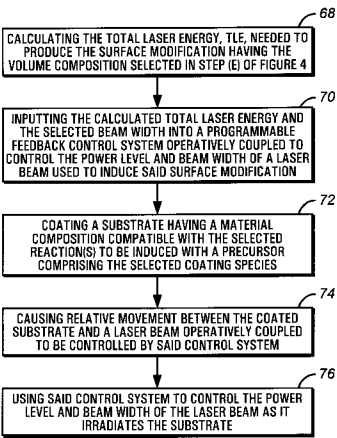 68
CALCULATING THE TOTAL LASER ENERGY, TLE, NEEDED TO
PRODUCE THE SURFACE MODIFICATION HAVING THE
VOLUME COMPOSITION SELECTED IN STEP (E) OF FIGURE 4
70
INPUTTING THE CALCULATED TOTAL LASER ENERGY AND
THE SELECTED BEAM WIDTH INTO A PROGRAMMABLE
FEEDBACK CONTROL SYSTEM OPERATIVELY COUPLED TO
CONTROL THE POWER LEVEL AND BEAM WIDTH OF A LASER
BEAM USED TO INDUCE SAID SURFACE MODIFICATION
72
COATING A SUBSTRATE HAVING A MATERIAL
COMPOSITION COMPATIBLE WITH THE SELECTED
REACTION(S) TO BE INDUCED WITH A PRECURSOR
COMPRISING THE SELECTED COATING SPECIES
74
CAUSING RELATIVE MOVEMENT BETWEEN THE COATED
SUBSTRATE AND A LASER BEAM OPERATIVELY COUPLED
TO BE CONTROLLED BY SAID CONTROL SYSTEM
76
USING SAID CONTROL SYSTEM TO CONTROL THE POWER
LEVEL AND BEAM WIDTH OF THE LASER BEAM AS IT
IRRADIATES THE SUBSTRATE